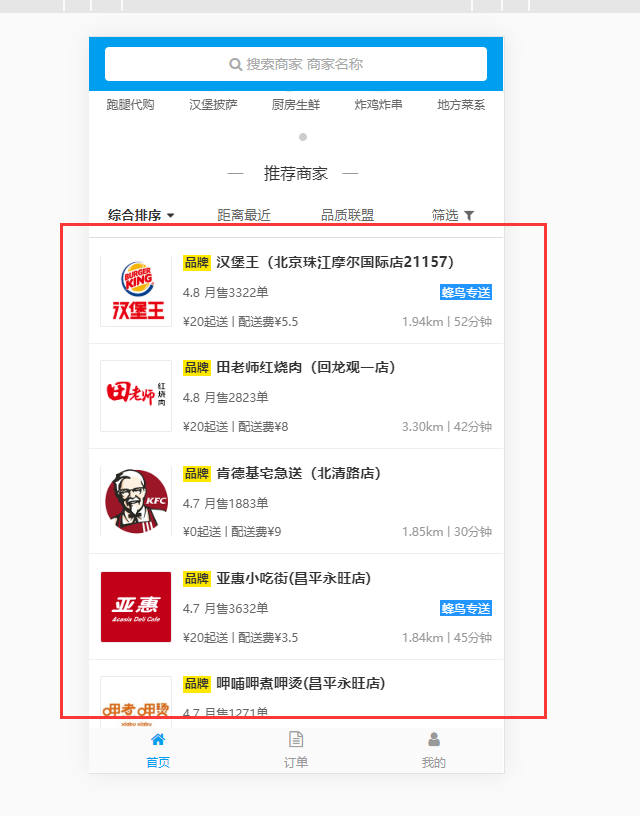 搜索商家 商家名称
跑腿代购 汉堡披萨 厨房生鲜 炸鸡炸串 地方菜系
推荐商家
综合排序 距离最近 品质联盟 筛选
BURGER KING
汉堡王
品牌 汉堡王（北京珠江摩尔国际店21157）
4.8 月售3322单 蜂鸟专送
¥20起送 | 配送费¥5.5 1.94km | 52分钟
田老师 红烧肉
品牌 田老师红烧肉（回龙观一店）
4.8 月售2823单
¥20起送 | 配送费¥8 3.30km | 42分钟
KFC
品牌 肯德基宅急送（北清路店）
4.7 月售1883单
¥0起送 | 配送费¥9 1.85km | 30分钟
亚惠
Acasia Deli Cafe
品牌 亚惠小吃街(昌平永旺店)
4.7 月售3632单 蜂鸟专送
¥20起送 | 配送费¥3.5 1.84km | 45分钟
呷煮呷烫
xiabu xiabu
品牌 呷哺呷煮呷烫(昌平永旺店)
4.7 月售1271单
首页 订单 我的